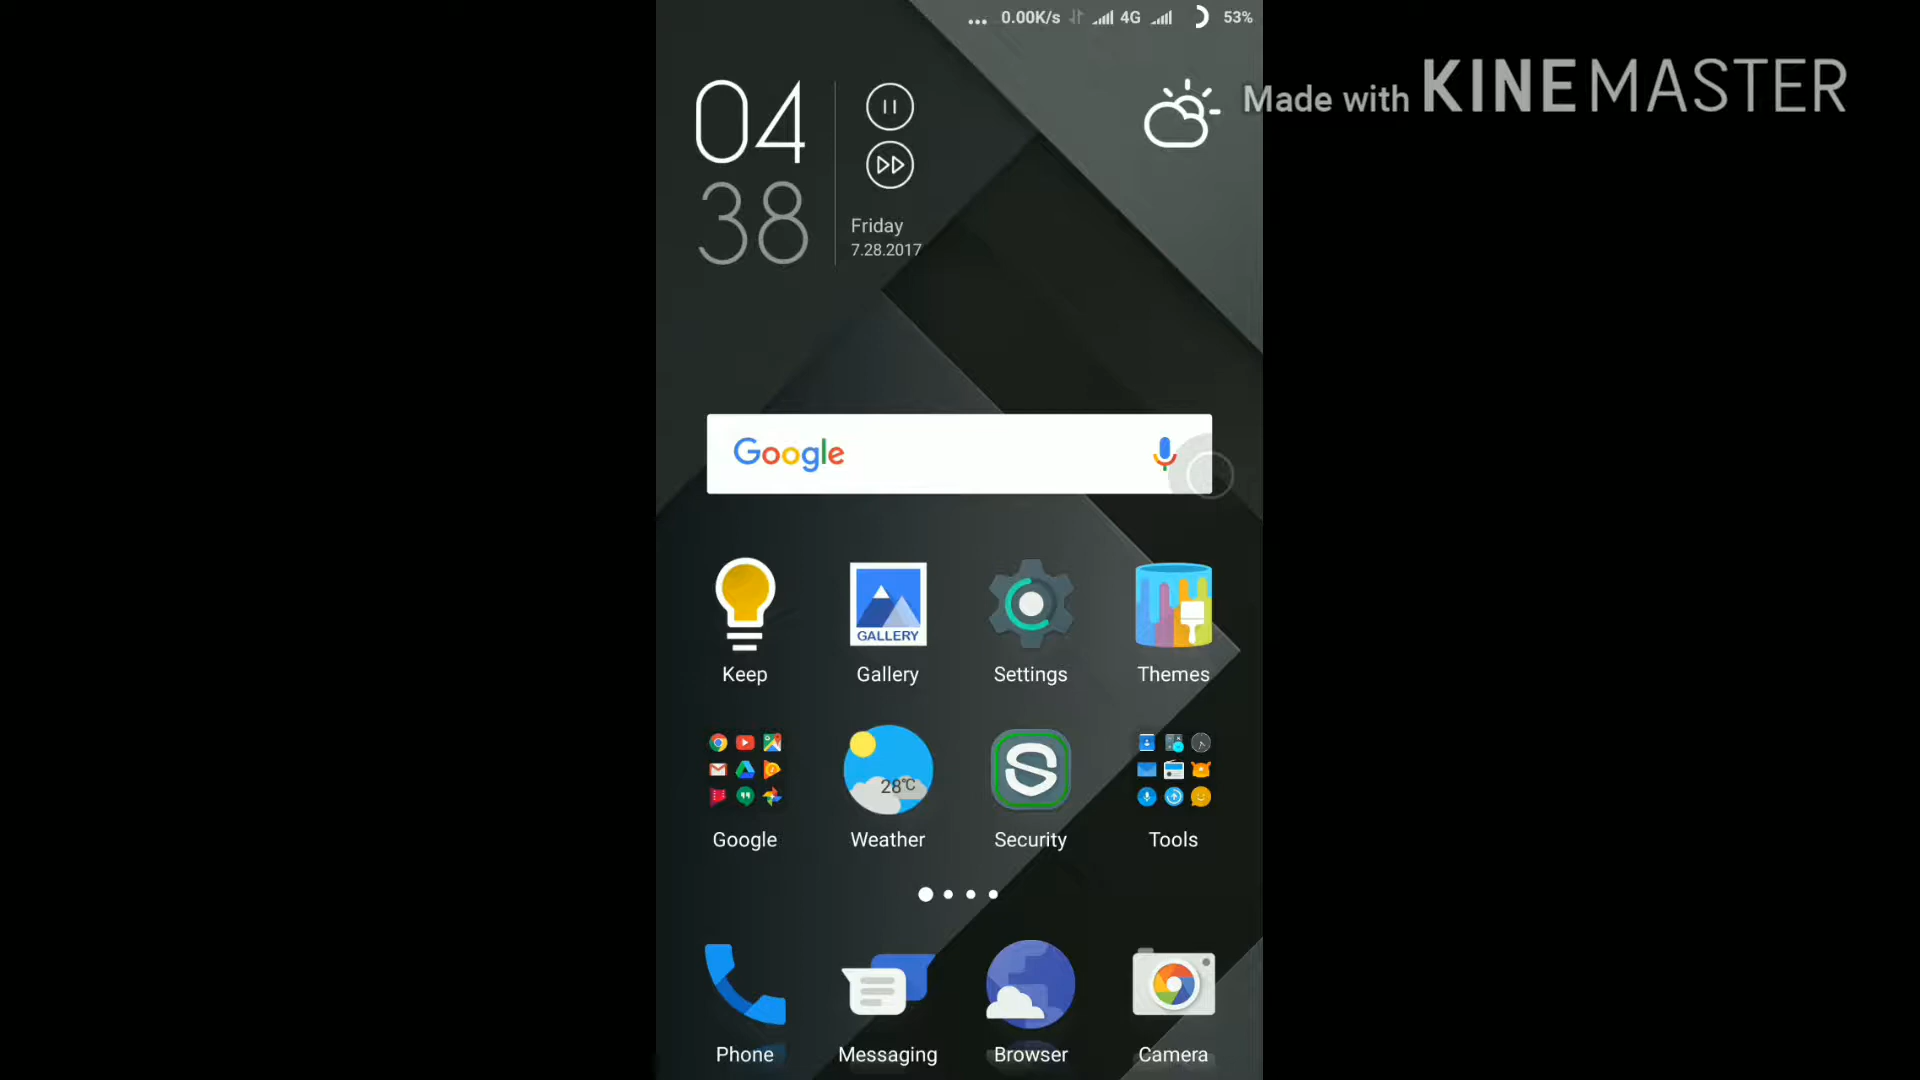 ... 0.00K/s 4G 53%
Made with KINEMASTER
04
38
Friday
7.28.2017
Google
GALLERY
Keep Gallery Settings Themes
28°C
Google Weather Security Tools
Phone Messaging Browser Camera